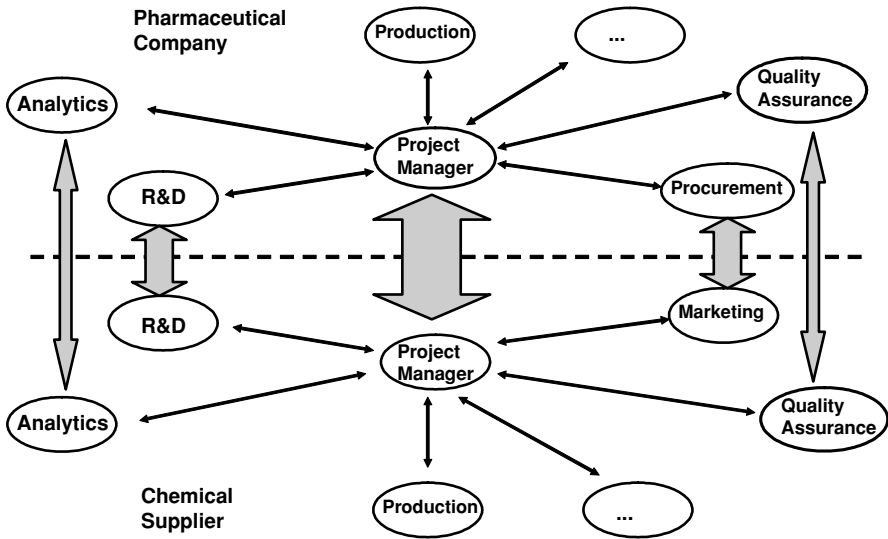 Pharmaceutical
Company
Production
...
Analytics
Quality
Assurance
Project
Manager
R&D
Procurement
R&D
Marketing
Project
Manager
Analytics
Quality
Assurance
Chemical
Supplier
Production
...